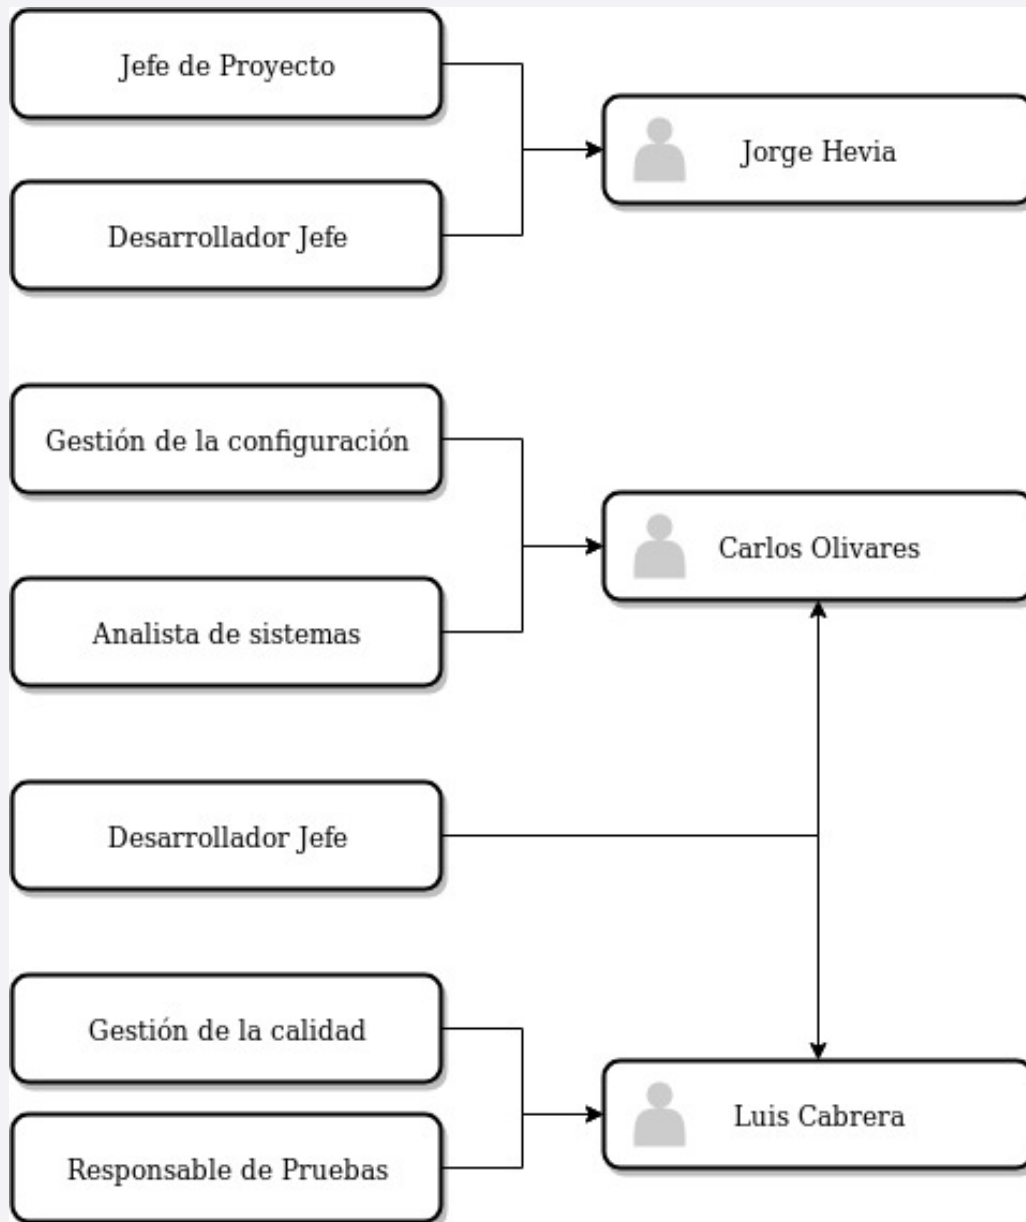 Jefe de Proyecto
Jorge Hevia
Desarrollador Jefe
Gestión de la configuración
Carlos Olivares
Analista de sistemas
Desarrollador Jefe
Gestión de la calidad
Luis Cabrera
Responsable de Pruebas